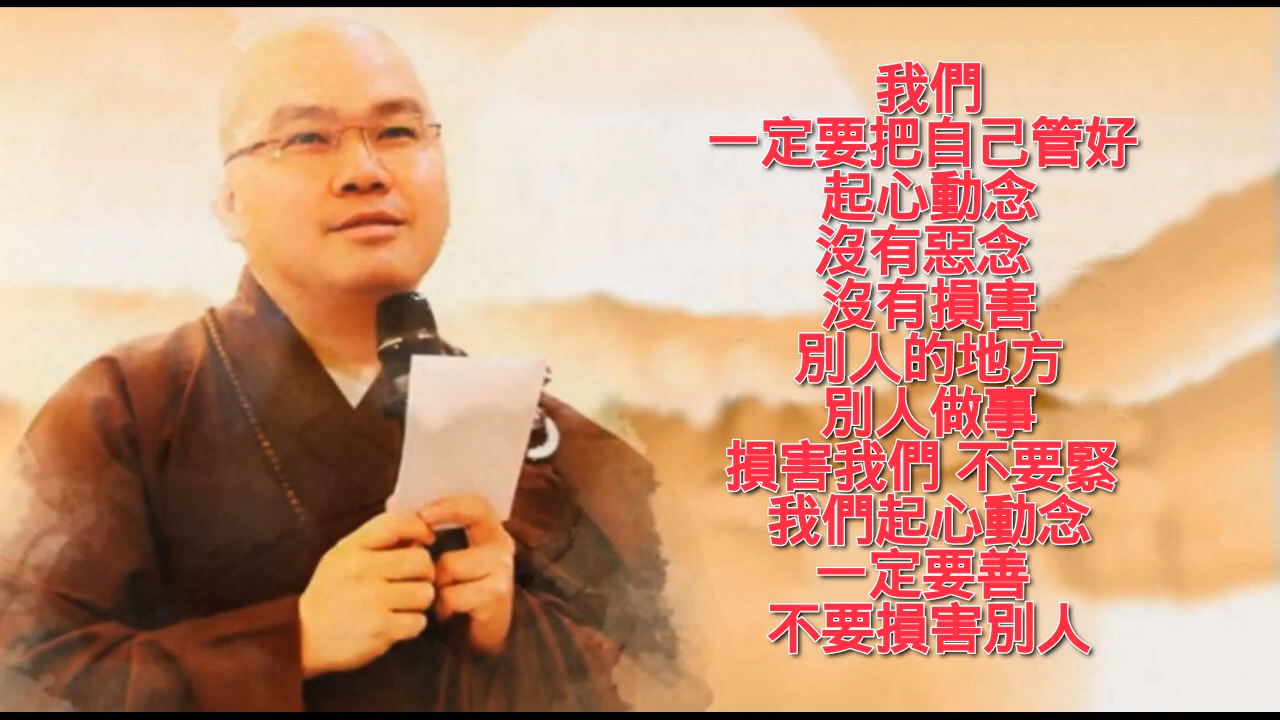 我們
一定要把自己管好
起心動念
沒有惡念
沒有損害
別人的地方
別人做事
損害我們 不要緊
我們起心動念
一定要善
不要損害別人